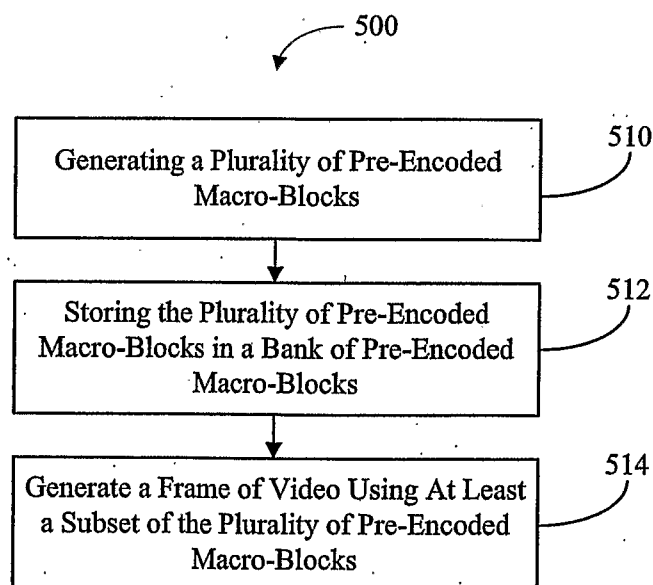 500
Generating a Plurality of Pre-Encoded
Macro-Blocks
510
Storing the Plurality of Pre-Encoded
Macro-Blocks in a Bank of Pre-Encoded
Macro-Blocks
512
Generate a Frame of Video Using At Least
a Subset of the Plurality of Pre-Encoded
Macro-Blocks
514